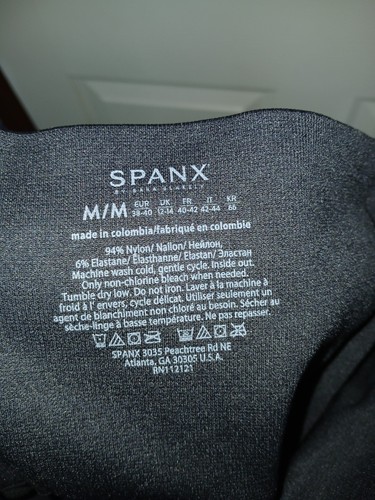 SPANX
BY SARA BLAKELY
M/M EUR UK FR IT KR
38-40 12-14 40-42 42-44 66
made in colombia/fabriqué en colombie
94% Nylon/ Nailon/ Нейлон,
6% Elastane/ Élasthanne/ Elastan/ Эластан
Machine wash cold, gentle cycle. Inside out.
Only non-chlorine bleach when needed.
Tumble dry low. Do not iron. Laver à la machine à
froid à l' envers, cycle délicat. Utiliser seulement un
agent de blanchiment non chloré au besoin. Sécher au
sèche-linge à basse température. Ne pas repasser.
SPANX 3035 Peachtree Rd NE
Atlanta, GA 30305 U.S.A.
RN112121